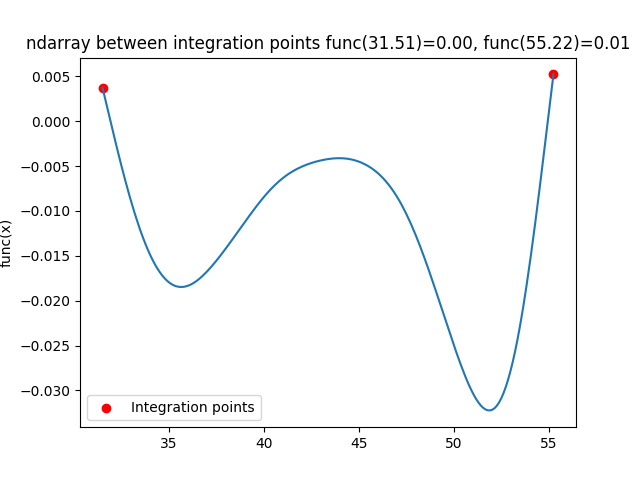 ndarray between integration points func(31.51)=0.00, func(55.22)=0.01
0.005
0.000
−0.005
−0.010
−0.015
−0.020
−0.025
−0.030
func(x)
Integration points
35 40 45 50 55